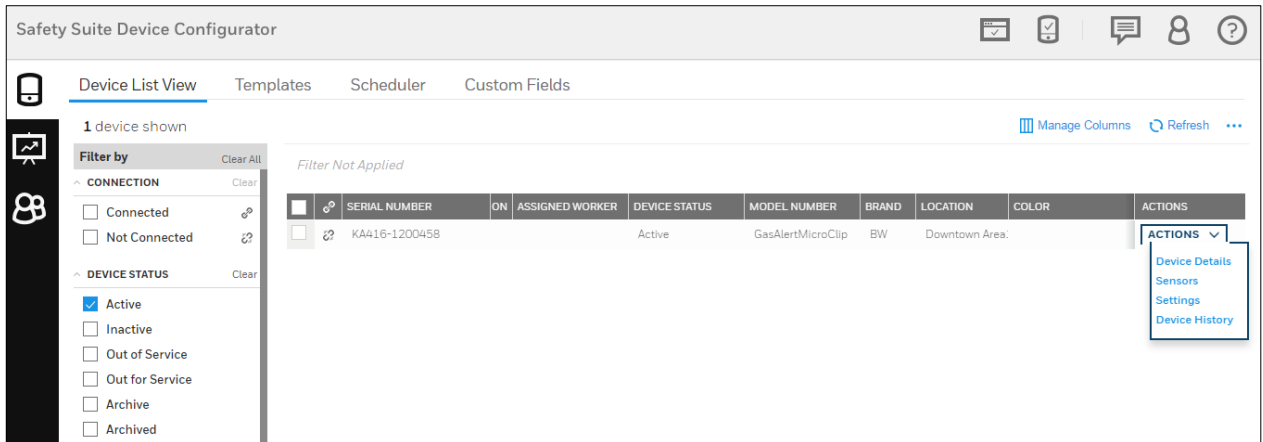 Safety Suite Device Configurator
Device List View Templates Scheduler Custom Fields
1 device shown
Manage Columns Refresh
Filter by Clear All
Filter Not Applied
CONNECTION Clear
Connected
Not Connected
DEVICE STATUS Clear
Active
Inactive
Out of Service
Out for Service
Archive
Archived
SERIAL NUMBER ON ASSIGNED WORKER DEVICE STATUS MODEL NUMBER BRAND LOCATION COLOR ACTIONS
KA416-1200458 Active GasAlertMicroClip BW Downtown Area: ACTIONS
Device Details
Sensors
Settings
Device History